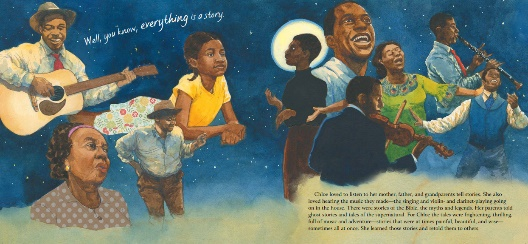 Well, you know, everything is a story.
Chloe loved to listen to her mother, father, and grandparents tell stories. She also
loved hearing the music they made—the singing and violin- and clarinet-playing going
on in the house. There were stories of the Bible, the myths and legends. Her parents told
ghost stories and tales of the supernatural. For Chloe the tales were frightening, thrilling,
full of music and adventure—stories that were at times painful, beautiful, and wise—
sometimes all at once. She learned those stories and retold them to others.